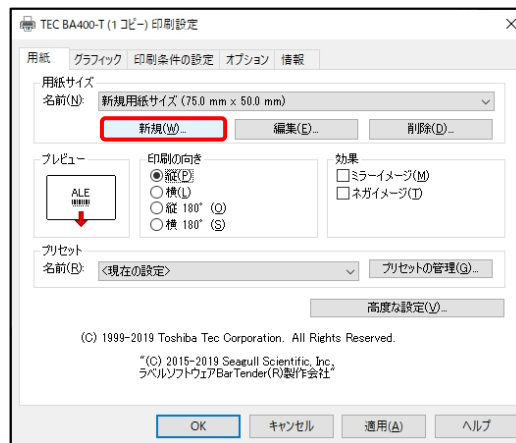 TEC BA400-T (1 コピー) 印刷設定
用紙 グラフィック 印刷条件の設定 オプション 情報
用紙サイズ
名前(N): 新規用紙サイズ (75.0 mm x 50.0 mm)
新規(W)... 編集(E)... 削除(D)...
プレビュー 印刷の向き 効果
ALE
縦(P) ミラーイメージ(M)
横(L) ネガイメージ(T)
縦 180° (O)
横 180° (S)
プリセット
名前(R): <現在の設定> プリセットの管理(G)...
高度な設定(V)...
(C) 1999-2019 Toshiba Tec Corporation. All Rights Reserved.
"(C) 2015-2019 Seagull Scientific, Inc.
ラベルソフトウェアBarTender(R)製作会社"
OK キャンセル 適用(A) ヘルプ